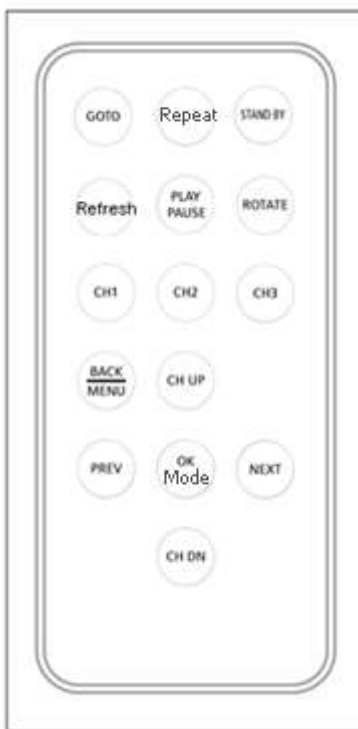 GOTO
Repeat
STAND BY
Refresh
PLAY
PAUSE
ROTATE
CH1
CH2
CH3
BACK
MENU
CH UP
PREV
OK
Mode
NEXT
CH DN